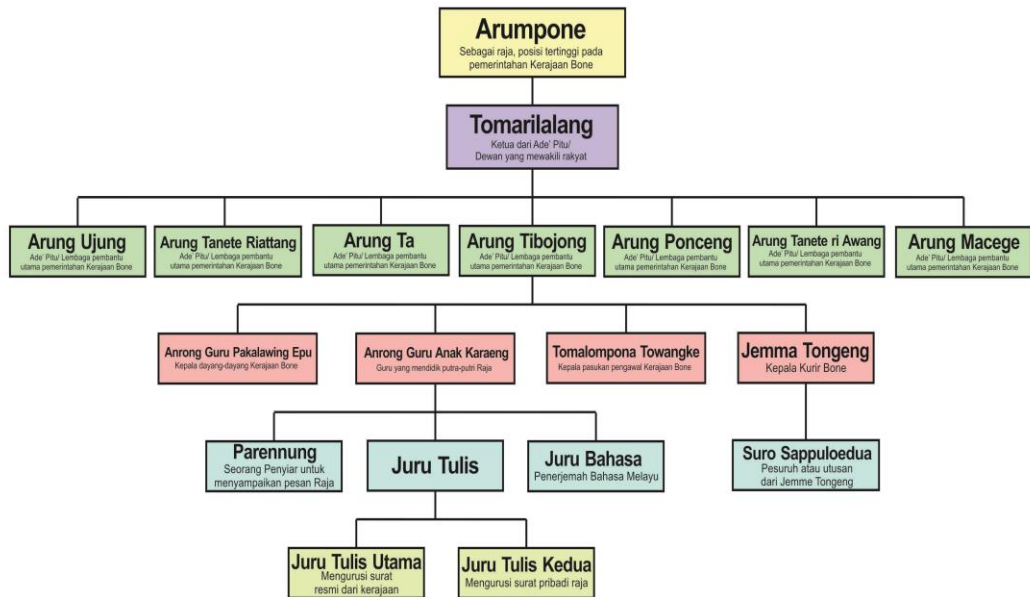 Arumpone
Sebagai raja, posisi tertinggi pada
pemerintahan Kerajaan Bone
Tomarilalang
Ketua dari Ade' Pitu/
Dewan yang mewakili rakyat
Arung Ujung
Ade' Pitu/ Lembaga pembantu
utama pemerintahan Kerajaan Bone
Arung Tanete Riattang
Ade' Pitu/ Lembaga pembantu
utama pemerintahan Kerajaan Bone
Arung Ta
Ade' Pitu/ Lembaga pembantu
utama pemerintahan Kerajaan Bone
Arung Tibojong
Ade' Pitu/ Lembaga pembantu
utama pemerintahan Kerajaan Bone
Arung Ponceng
Ade' Pitu/ Lembaga pembantu
utama pemerintahan Kerajaan Bone
Arung Tanete ri Awang
Ade' Pitu/ Lembaga pembantu
utama pemerintahan Kerajaan Bone
Arung Macege
Ade' Pitu/ Lembaga pembantu
utama pemerintahan Kerajaan Bone
Anrong Guru Pakalawing Epu
Kepala dayang-dayang Kerajaan Bone
Anrong Guru Anak Karaeng
Guru yang mendidik putra-putri Raja
Tomalompona Towangke
Kepala pasukan pengawal Kerajaan Bone
Jemma Tongeng
Kepala Kurir Bone
Parennung
Seorang Penyiar untuk
menyampaikan pesan Raja
Juru Tulis
Juru Bahasa
Penerjemah Bahasa Melayu
Suro Sappuloedua
Pesuruh atau utusan
dari Jemme Tongeng
Juru Tulis Utama
Mengurusi surat
resmi dari kerajaan
Juru Tulis Kedua
Mengurusi surat pribadi raja